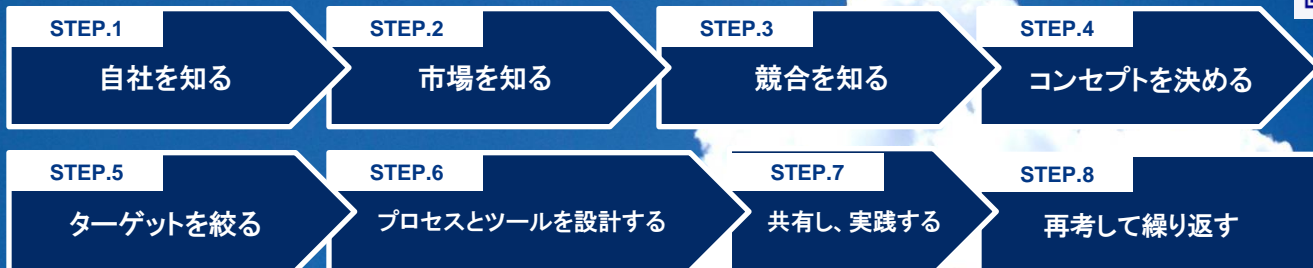 STEP.1
自社を知る
STEP.2
市場を知る
STEP.3
競合を知る
STEP.4
コンセプトを決める
STEP.5
ターゲットを絞る
STEP.6
プロセスとツールを設計する
STEP.7
共有し、実践する
STEP.8
再考して繰り返す